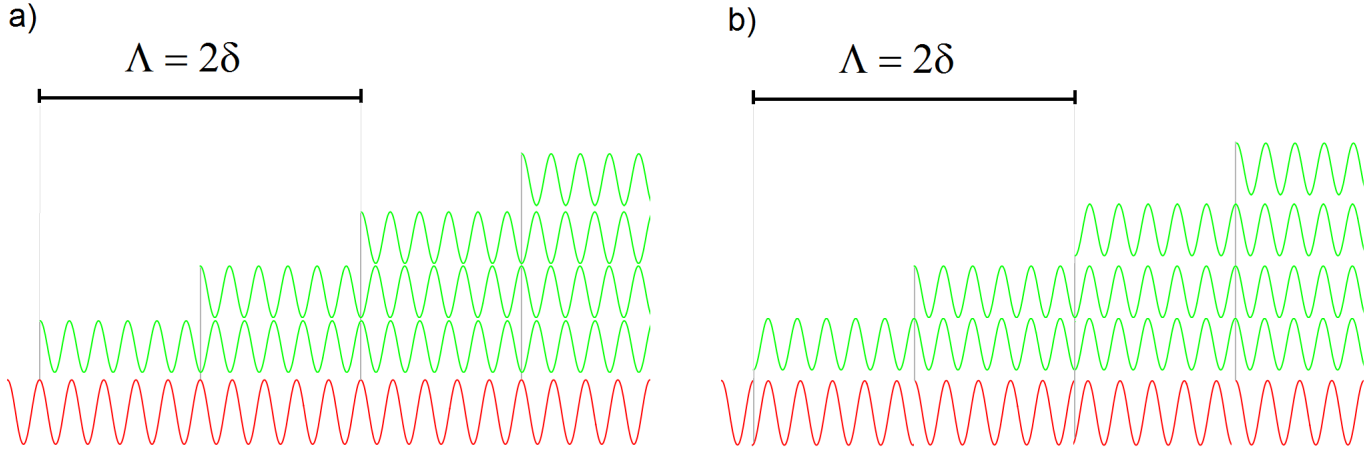 a)
Λ = 2δ
b)
Λ = 2δ